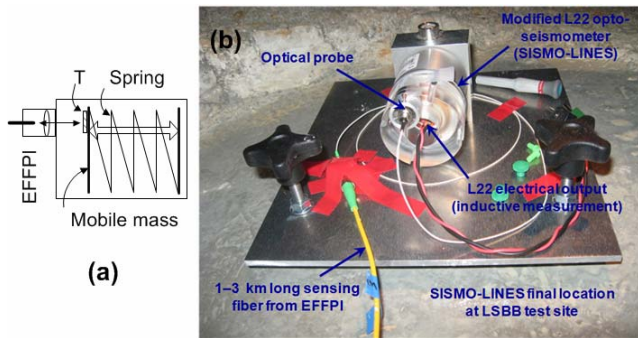 T
Spring
EFFPI
Mobile mass
(a)
(b)
Modified L22 opto-
seismometer
(SISMO-LINES)
Optical probe
L22 electrical output
(inductive measurement)
1–3 km long sensing
fiber from EFFPI
SISMO-LINES final location
at LSBB test site